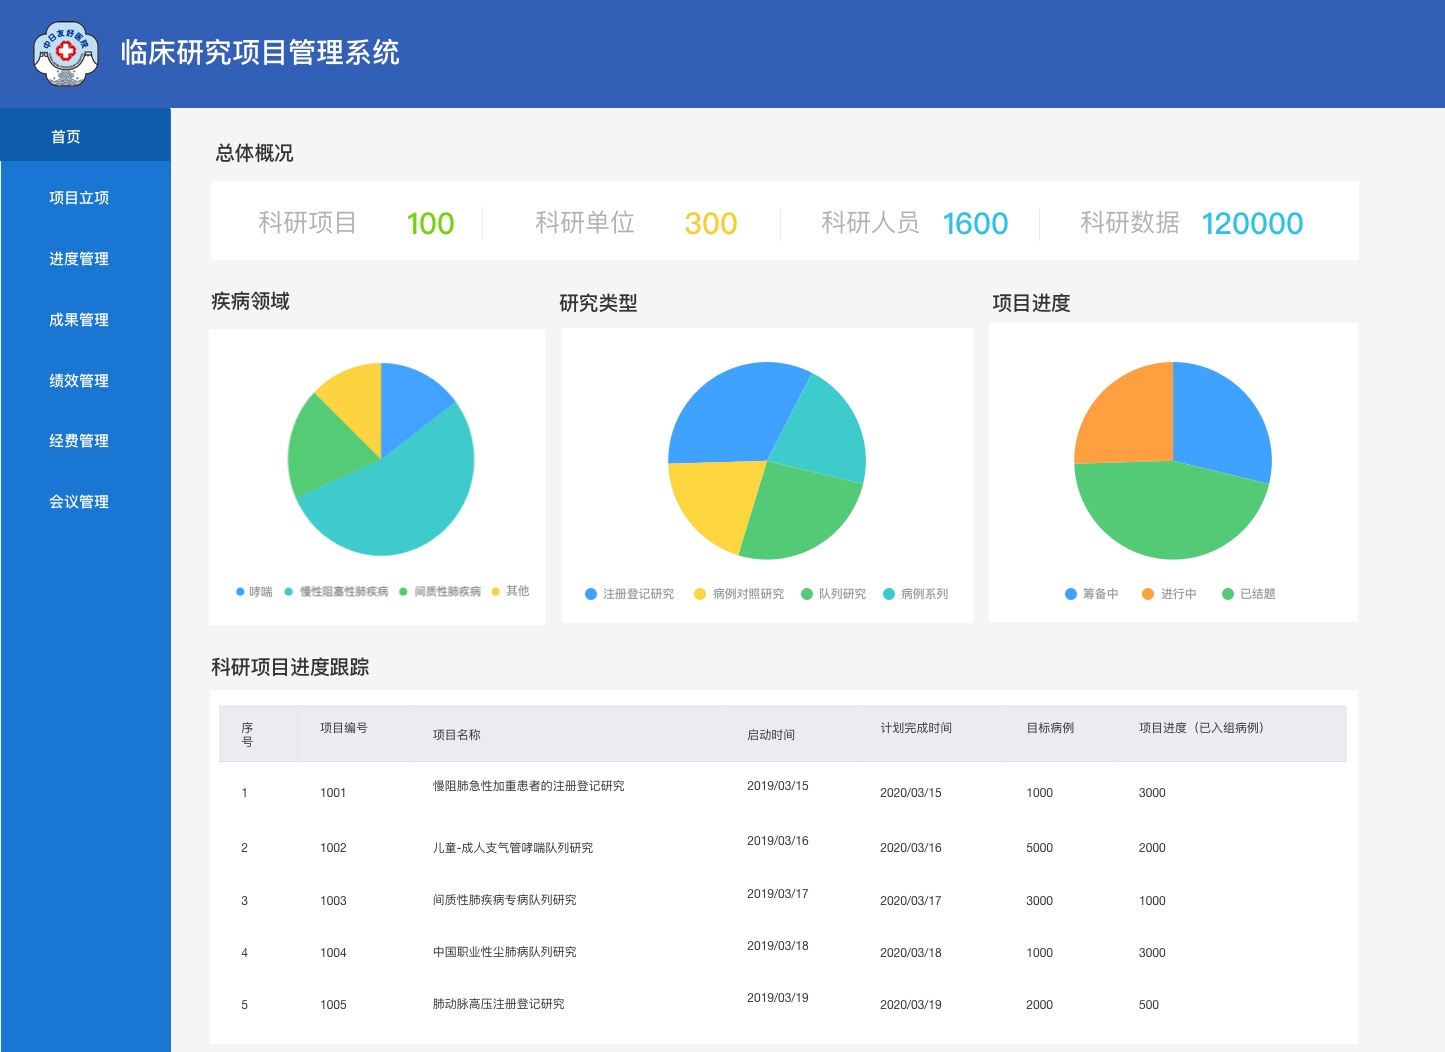 中日友好医院
临床研究项目管理系统
首页
项目立项
进度管理
成果管理
绩效管理
经费管理
会议管理
总体概况
科研项目 100 科研单位 300 科研人员 1600 科研数据 120000
疾病领域 研究类型 项目进度
哮喘 慢性阻塞性肺疾病 间质性肺疾病 其他
注册登记研究 病例对照研究 队列研究 病例系列
筹备中 进行中 已结题
科研项目进度跟踪
序号 项目编号 项目名称 启动时间 计划完成时间 目标病例 项目进度（已入组病例）
1 1001 慢阻肺急性加重患者的注册登记研究 2019/03/15 2020/03/15 1000 3000
2 1002 儿童-成人支气管哮喘队列研究 2019/03/16 2020/03/16 5000 2000
3 1003 间质性肺疾病专病队列研究 2019/03/17 2020/03/17 3000 1000
4 1004 中国职业性尘肺病队列研究 2019/03/18 2020/03/18 1000 3000
5 1005 肺动脉高压注册登记研究 2019/03/19 2020/03/19 2000 500